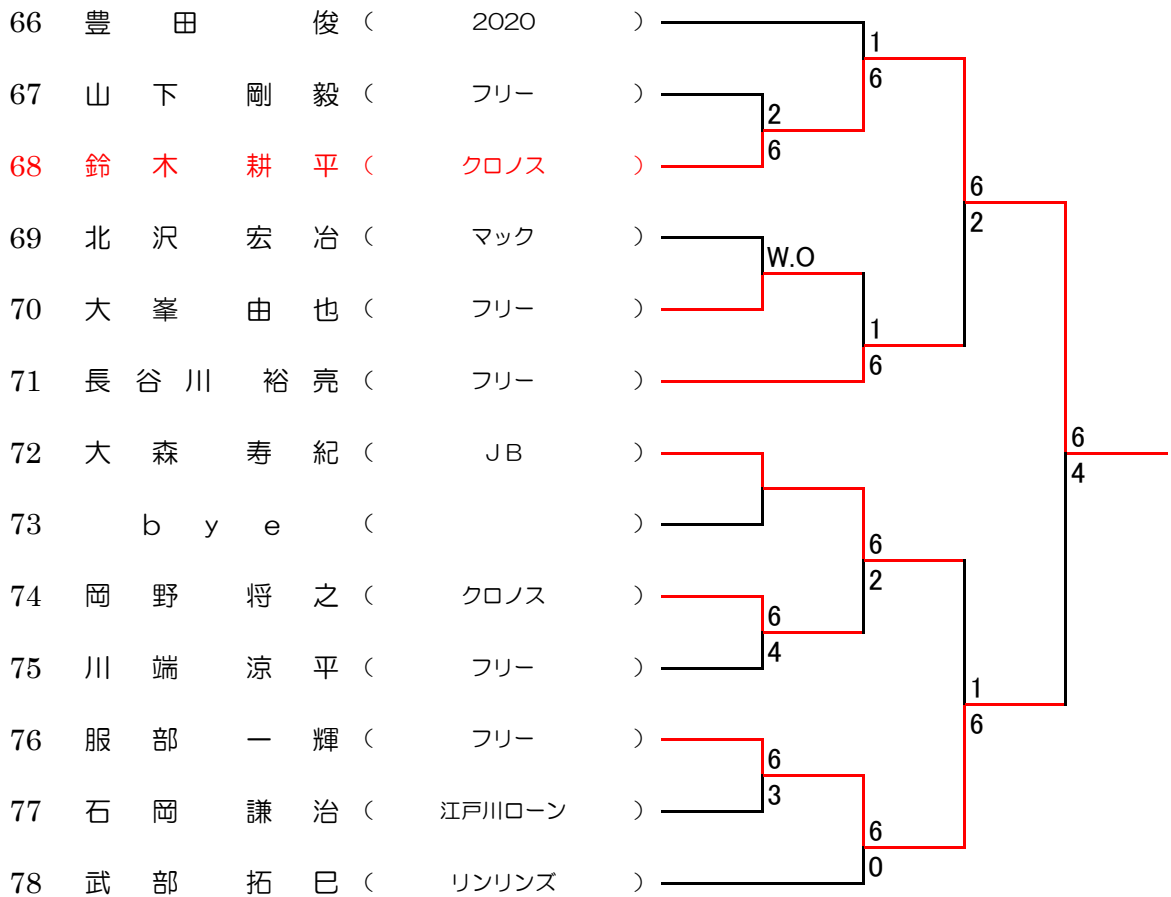 66 豊田 俊 ( 2020 )
1
67 山下 剛毅 ( フリー ) 6
2
68 鈴木 耕平 ( クロノス ) 6
6
69 北沢 宏冶 ( マック ) 2
W.O
70 大峯 由也 ( フリー )
1
71 長谷川 裕亮 ( フリー ) 6
72 大森 寿紀 ( JB ) 6
4
73 bye ( )
6
74 岡野 将之 ( クロノス ) 2
6
75 川端 涼平 ( フリー ) 4
1
76 服部 一輝 ( フリー ) 6
6
77 石岡 謙治 ( 江戸川ローン ) 3
6
78 武部 拓巳 ( リンリンズ ) 0